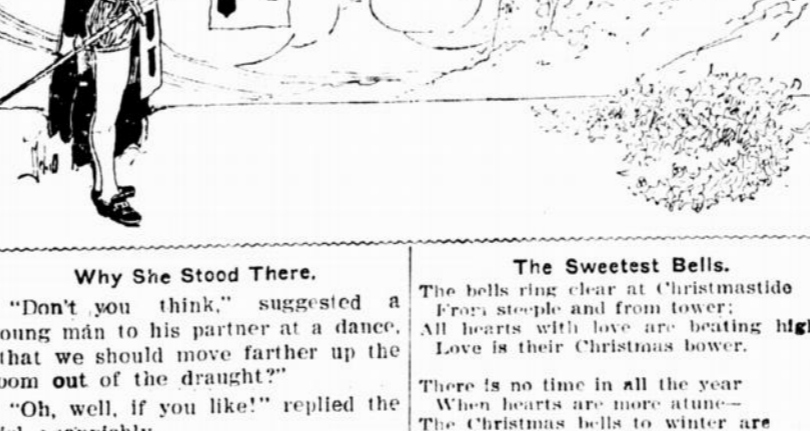 Why She Stood There.
"Don't you think," suggested a
oung man to his partner at a dance,
that we should move farther up the
oom out of the draught?"
"Oh, well, if you like!" replied the
The Sweetest Bells.
The bells ring clear at Christmastide
From steeple and from tower;
All hearts with love are beating high
Love is their Christmas bower.
There is no time in all the year
When hearts are more atune—
The Christmas bells to winter are